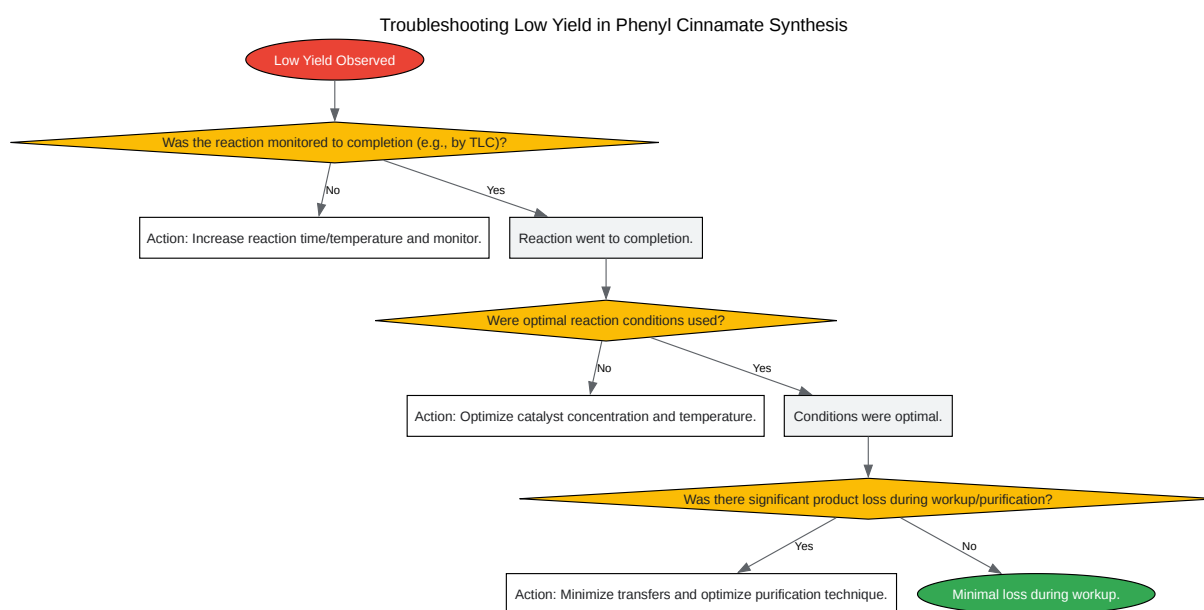 Troubleshooting Low Yield in Phenyl Cinnamate Synthesis
Low Yield Observed
Was the reaction monitored to completion (e.g., by TLC)?
No
Yes
Action: Increase reaction time/temperature and monitor.
Reaction went to completion.
Were optimal reaction conditions used?
No
Yes
Action: Optimize catalyst concentration and temperature.
Conditions were optimal.
Was there significant product loss during workup/purification?
Yes
No
Action: Minimize transfers and optimize purification technique.
Minimal loss during workup.